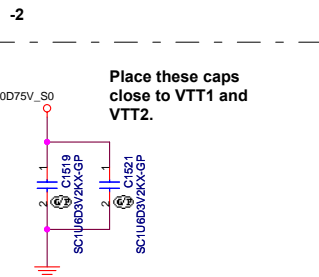 -2
0D75V_S0
Place these caps
close to VTT1 and
VTT2.
1
2
C1519
SC1U6D3V2KX-GP
1
2
C1521
SC1U6D3V2KX-GP